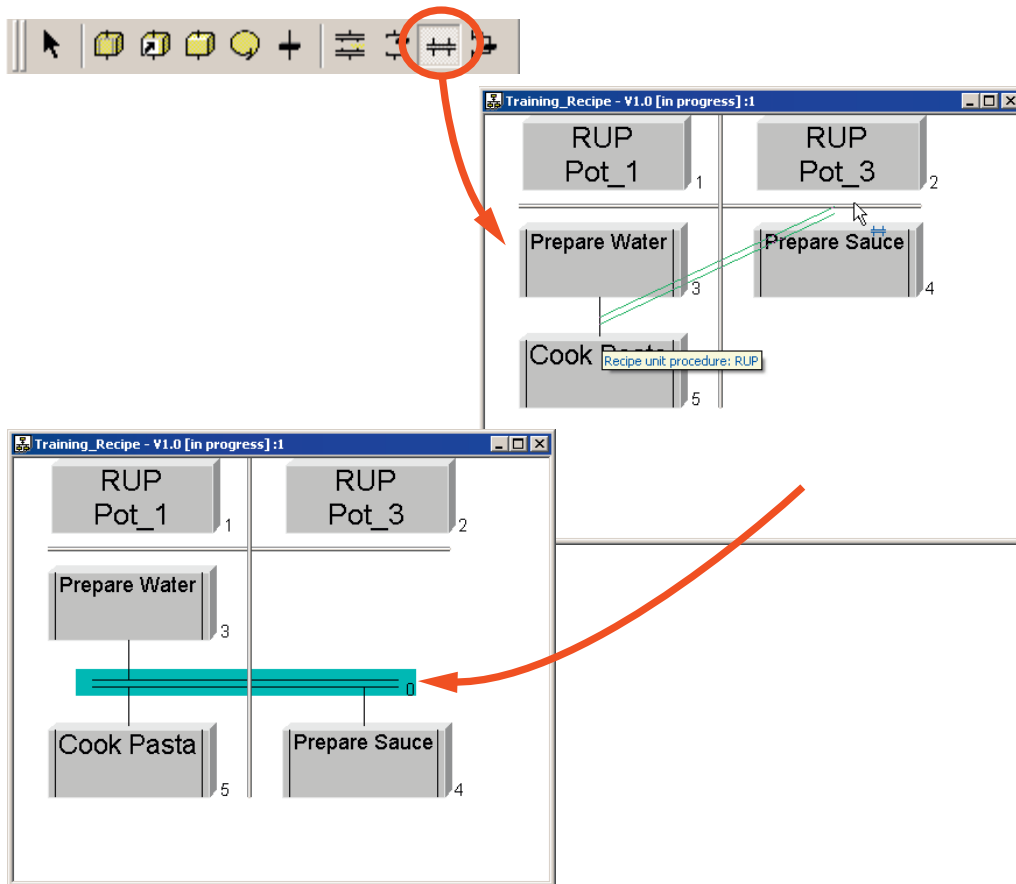 Training_Recipe - V1.0 [in progress] :1
RUP
Pot_1
1
RUP
Pot_3
2
Prepare Water
3
Prepare Sauce
4
Cook
Recipe unit procedure: RUP
5
Training_Recipe - V1.0 [in progress] :1
RUP
Pot_1
1
RUP
Pot_3
2
Prepare Water
3
0
Cook Pasta
5
Prepare Sauce
4